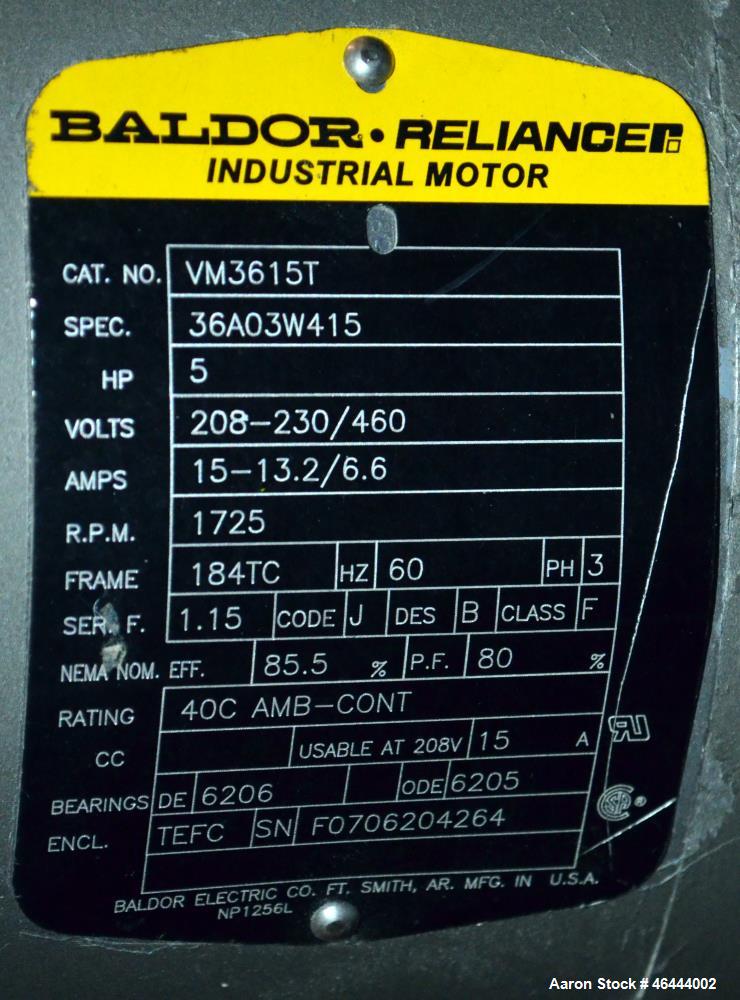 BALDOR • RELIANCER
INDUSTRIAL MOTOR
CAT. NO. VM3615T
SPEC. 36A03W415
HP 5
VOLTS 208-230/460
AMPS 15-13.2/6.6
R.P.M. 1725
FRAME 184TC HZ 60 PH 3
SER. F. 1.15 CODE J DES B CLASS F
NEMA NOM. EFF. 85.5 % P.F. 80 %
RATING 40C AMB-CONT
CC USABLE AT 208V 15 A
BEARINGS DE 6206 ODE 6205
ENCL. TEFC SN F0706204264
BALDOR ELECTRIC CO. FT. SMITH, AR. MFG. IN U.S.A.
NP1256L
Aaron Stock # 46444002